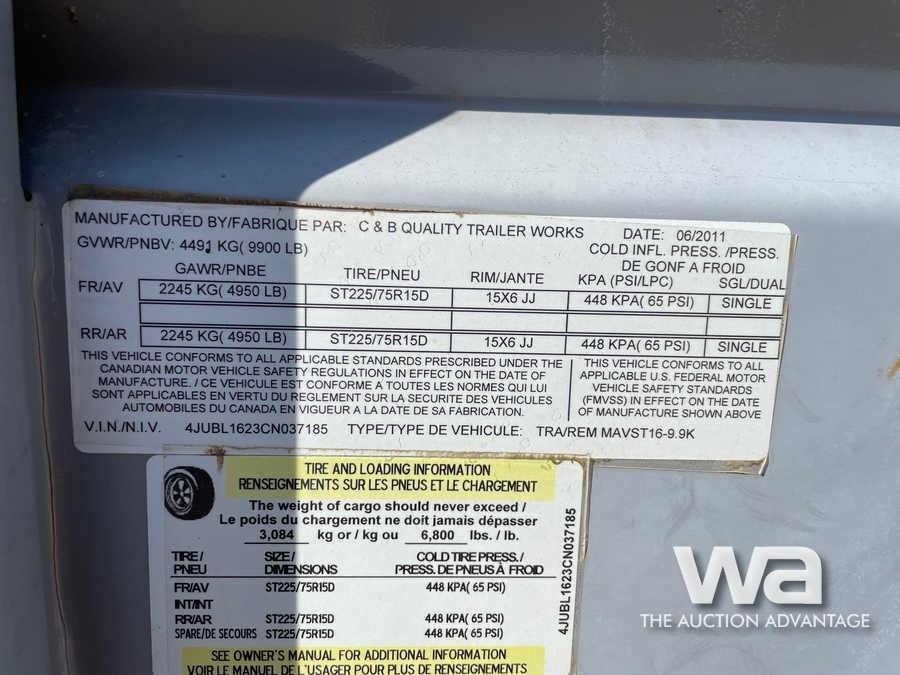 MANUFACTURED BY/FABRIQUE PAR: C & B QUALITY TRAILER WORKS DATE: 06/2011
GVWR/PNBV: 4491 KG( 9900 LB) COLD INFL. PRESS. /PRESS.
DE GONF A FROID
GAWR/PNBE TIRE/PNEU RIM/JANTE KPA (PSI/LPC) SGL/DUAL
FR/AV 2245 KG( 4950 LB) ST225/75R15D 15X6 JJ 448 KPA( 65 PSI) SINGLE
RR/AR 2245 KG( 4950 LB) ST225/75R15D 15X6 JJ 448 KPA( 65 PSI) SINGLE
THIS VEHICLE CONFORMS TO ALL APPLICABLE STANDARDS PRESCRIBED UNDER THE
CANADIAN MOTOR VEHICLE SAFETY REGULATIONS IN EFFECT ON THE DATE OF
MANUFACTURE. / CE VEHICULE EST CONFORME A TOUTES LES NORMES QUI LUI
SONT APPLICABLES EN VERTU DU REGLEMENT SUR LA SECURITE DES VEHICULES
AUTOMOBILES DU CANADA EN VIGUEUR A LA DATE DE SA FABRICATION.
THIS VEHICLE CONFORMS TO ALL
APPLICABLE U.S. FEDERAL MOTOR
VEHICLE SAFETY STANDARDS
(FMVSS) IN EFFECT ON THE DATE
OF MANUFACTURE SHOWN ABOVE
V.I.N./N.I.V. 4JUBL1623CN037185 TYPE/TYPE DE VEHICULE: TRA/REM MAVST16-9.9K
TIRE AND LOADING INFORMATION
RENSEIGNEMENTS SUR LES PNEUS ET LE CHARGEMENT
The weight of cargo should never exceed /
Le poids du chargement ne doit jamais dépasser
3,084 kg or / kg ou 6,800 lbs. / lb.
TIRE / SIZE / COLD TIRE PRESS. /
PNEU DIMENSIONS PRESS. DE PNEUS À FROID
FR/AV ST225/75R15D 448 KPA( 65 PSI)
INT/INT
RR/AR ST225/75R15D 448 KPA( 65 PSI)
SPARE/DE SECOURS ST225/75R15D 448 KPA( 65 PSI)
SEE OWNER'S MANUAL FOR ADDITIONAL INFORMATION
VOIR LE MANUEL DE L'USAGER POUR PLUS DE RENSEIGNEMENTS
4JUBL1623CN037185
wa
THE AUCTION ADVANTAGE